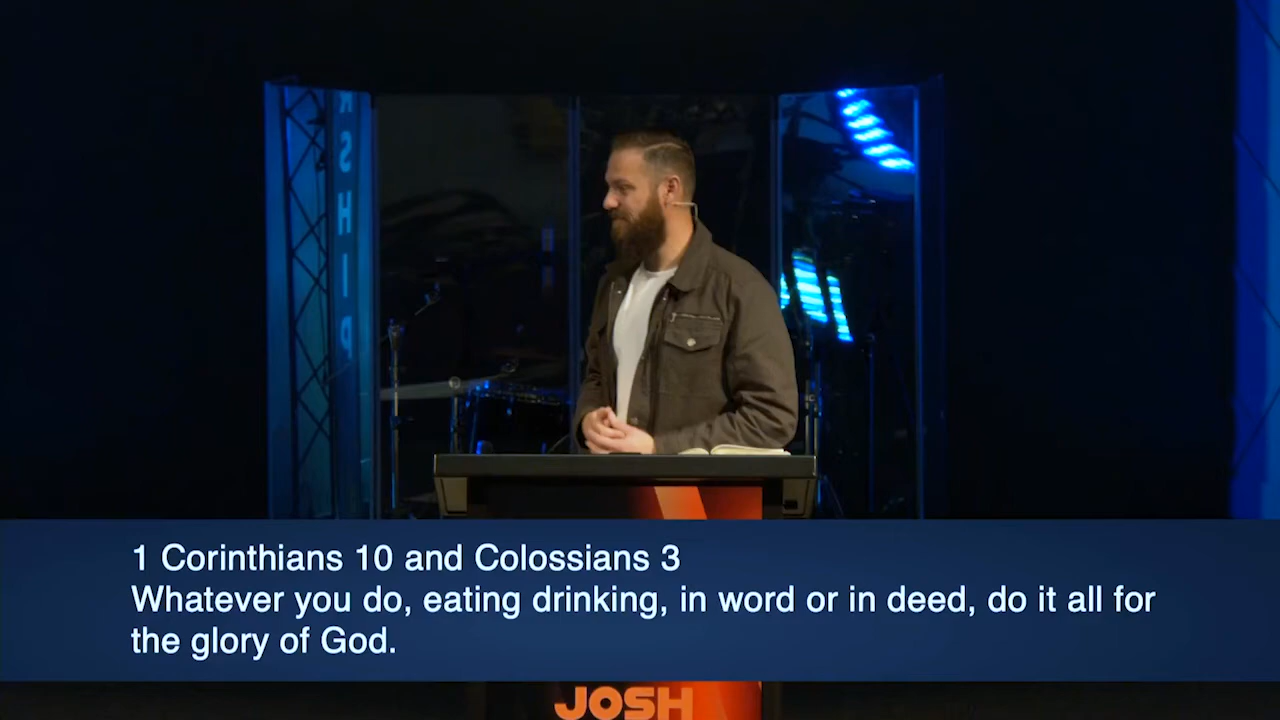 RSHIP
1 Corinthians 10 and Colossians 3
Whatever you do, eating drinking, in word or in deed, do it all for
the glory of God.
JOSH